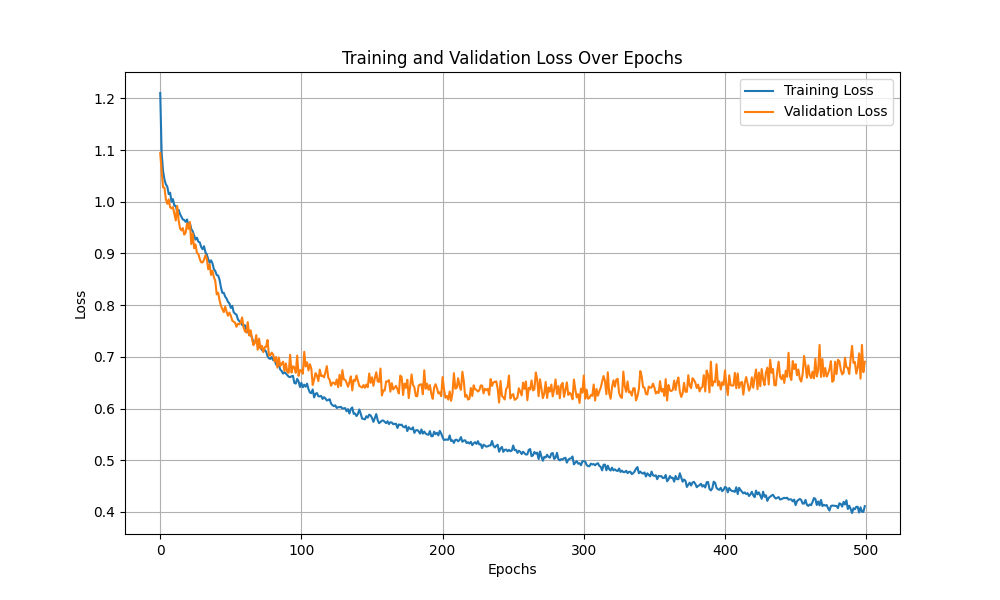 Training and Validation Loss Over Epochs
Training Loss
Validation Loss
1.2
1.1
1.0
0.9
0.8
0.7
0.6
0.5
0.4
Loss
0 100 200 300 400 500
Epochs